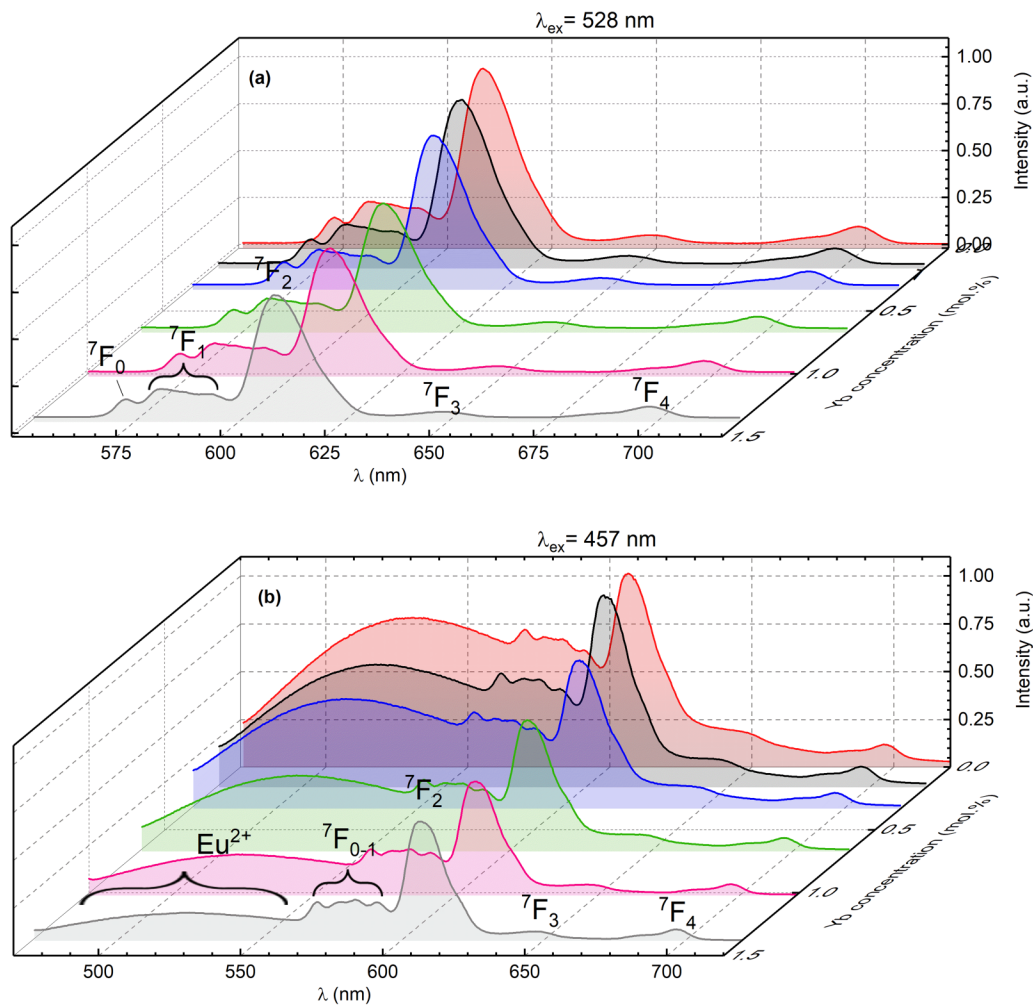 λex= 528 nm
(a)
1.00
0.75
0.50
0.25
0.00
Intensity (a.u.)
0.5
1.0
1.5
Yb concentration (mol.%)
⁷F₂
⁷F₁
⁷F₀
⁷F₃
⁷F₄
575 600 625 650 675 700
λ (nm)
λex= 457 nm
(b)
1.00
0.75
0.50
0.25
0.0
Intensity (a.u.)
0.5
1.0
1.5
Yb concentration (mol.%)
⁷F₂
Eu²⁺
⁷F₀₋₁
⁷F₃
⁷F₄
500 550 600 650 700
λ (nm)